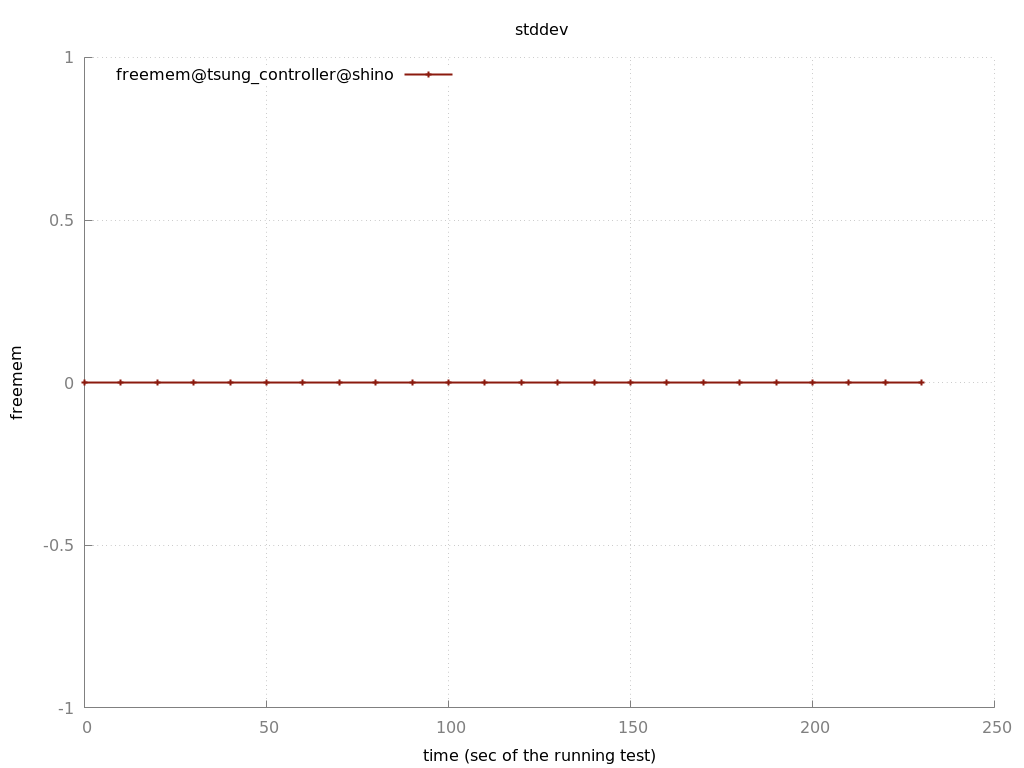 stddev
1
freemem@tsung_controller@shino
0.5
0
-0.5
-1
freemem
0 50 100 150 200 250
time (sec of the running test)